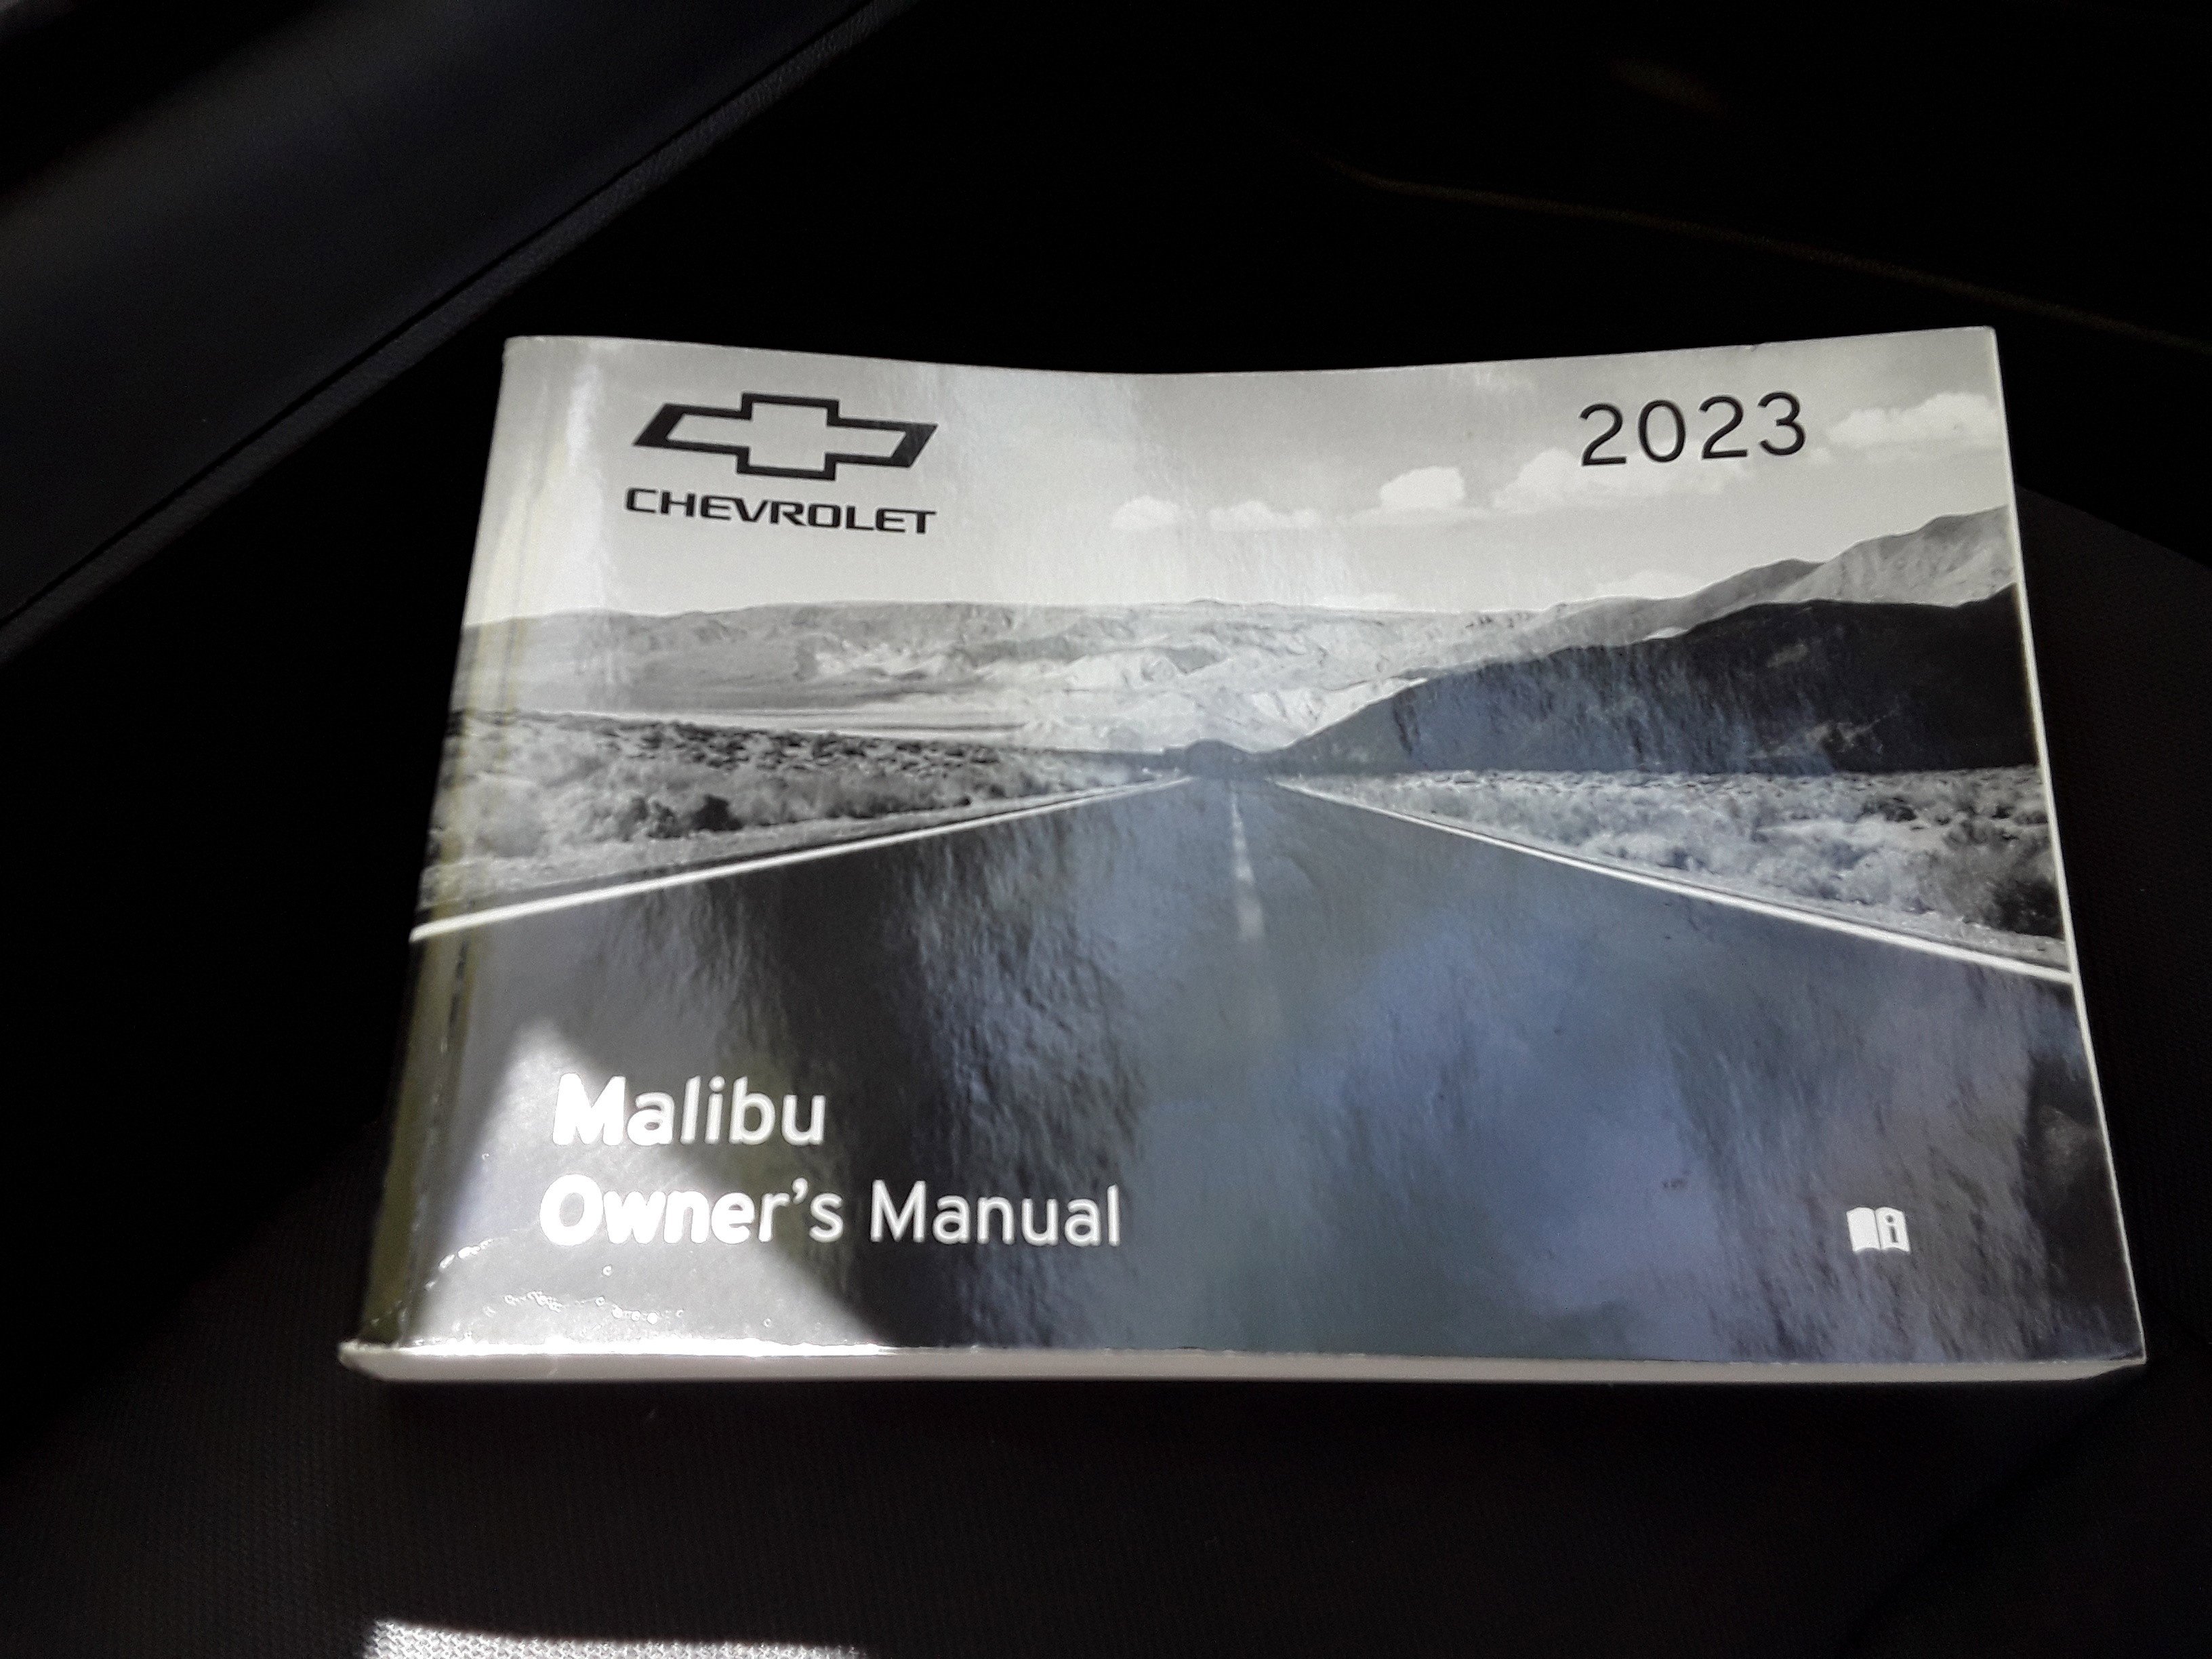 CHEVROLET
2023
Malibu
Owner's Manual